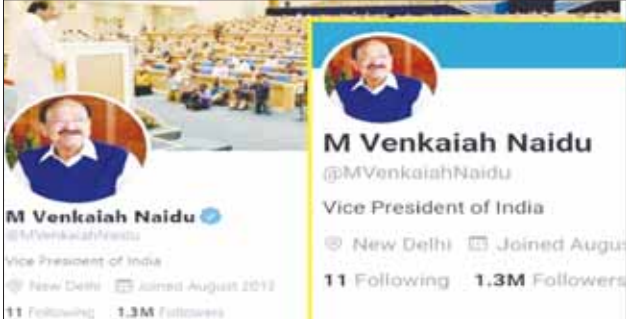 M Venkaiah Naidu
@MVenkaiahNaidu
Vice President of India
New Delhi Joined August 2013
11 Following 1.3M Followers
M Venkaiah Naidu
@MVenkaiahNaidu
Vice President of India
New Delhi Joined Augus
11 Following 1.3M Followers